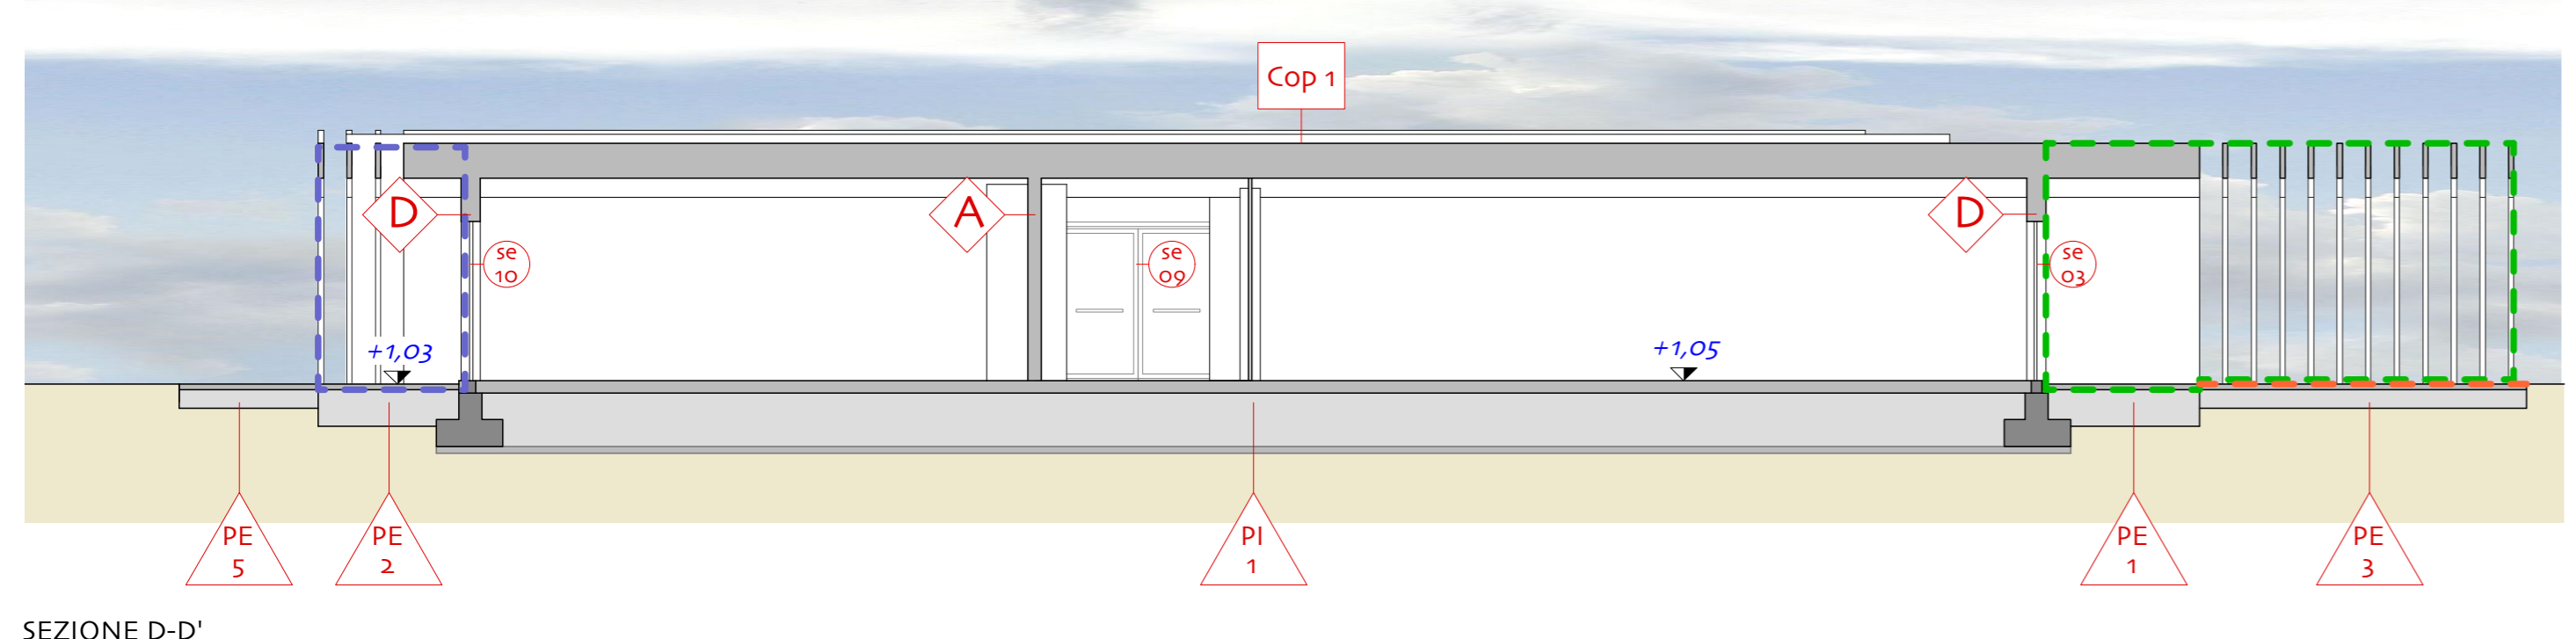 Cop 1
D
A
D
se
10
se
09
se
03
+1,03
+1,05
PE
5
PE
2
PI
1
PE
1
PE
3
SEZIONE D-D'